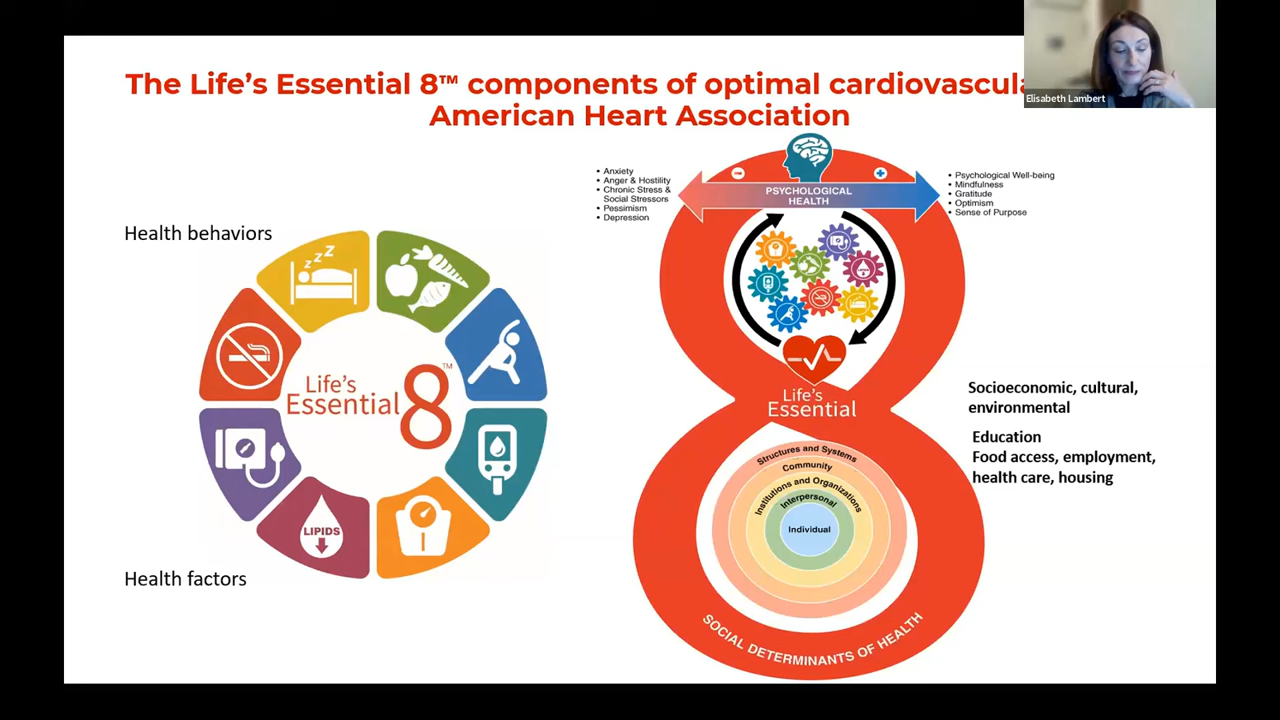 The Life's Essential 8™ components of optimal
American Heart Association
Elisabeth Lambert
• Anxiety
• Anger & Hostility
• Chronic Stress &
Social Stressors
• Pessimism
• Depression
PSYCHOLOGICAL
HEALTH
• Psychological Well-being
• Mindfulness
• Gratitude
• Optimism
• Sense of Purpose
Health behaviors
zzZ
Life's
Essential 8™
LIPIDS
Health factors
LIPIDS
Life's
Essential
Structures and Systems
Community
Institutions and Organizations
Interpersonal
Individual
SOCIAL DETERMINANTS OF HEALTH
Socioeconomic, cultural,
environmental
Education
Food access, employment,
health care, housing